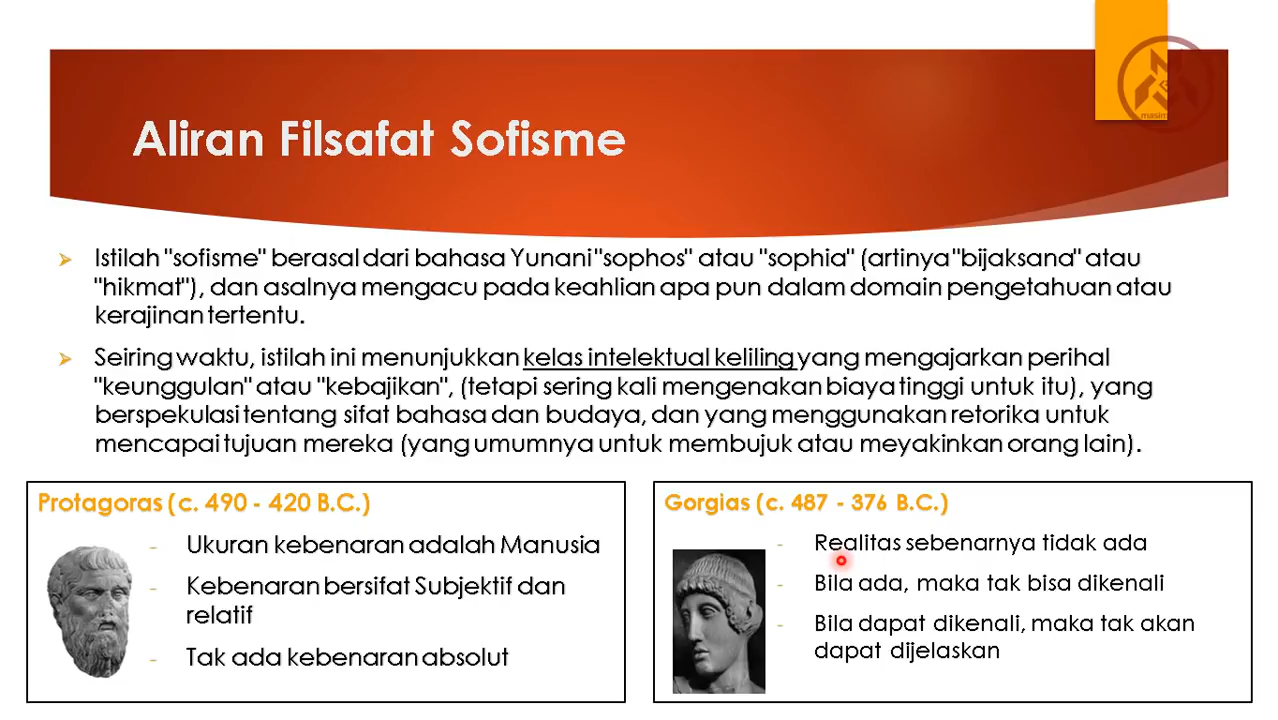 masim
Aliran Filsafat Sofisme
Istilah "sofisme" berasal dari bahasa Yunani "sophos" atau "sophia" (artinya "bijaksana" atau
"hikmat"), dan asalnya mengacu pada keahlian apa pun dalam domain pengetahuan atau
kerajinan tertentu.
Seiring waktu, istilah ini menunjukkan kelas intelektual keliling yang mengajarkan perihal
"keunggulan" atau "kebajikan", (tetapi sering kali mengenakan biaya tinggi untuk itu), yang
berspekulasi tentang sifat bahasa dan budaya, dan yang menggunakan retorika untuk
mencapai tujuan mereka (yang umumnya untuk membujuk atau meyakinkan orang lain).
Protagoras (c. 490 - 420 B.C.)
- Ukuran kebenaran adalah Manusia
- Kebenaran bersifat Subjektif dan
relatif
- Tak ada kebenaran absolut
Gorgias (c. 487 - 376 B.C.)
- Realitas sebenarnya tidak ada
- Bila ada, maka tak bisa dikenali
- Bila dapat dikenali, maka tak akan
dapat dijelaskan